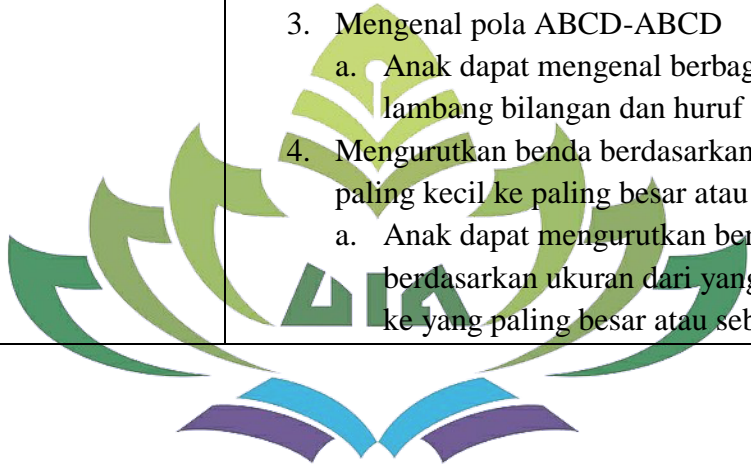 3. Mengenal pola ABCD-ABCD
a. Anak dapat mengenal berbag
lambang bilangan dan huruf
4. Mengurutkan benda berdasarkan
paling kecil ke paling besar atau
a. Anak dapat mengurutkan ben
berdasarkan ukuran dari yang
ke yang paling besar atau seb